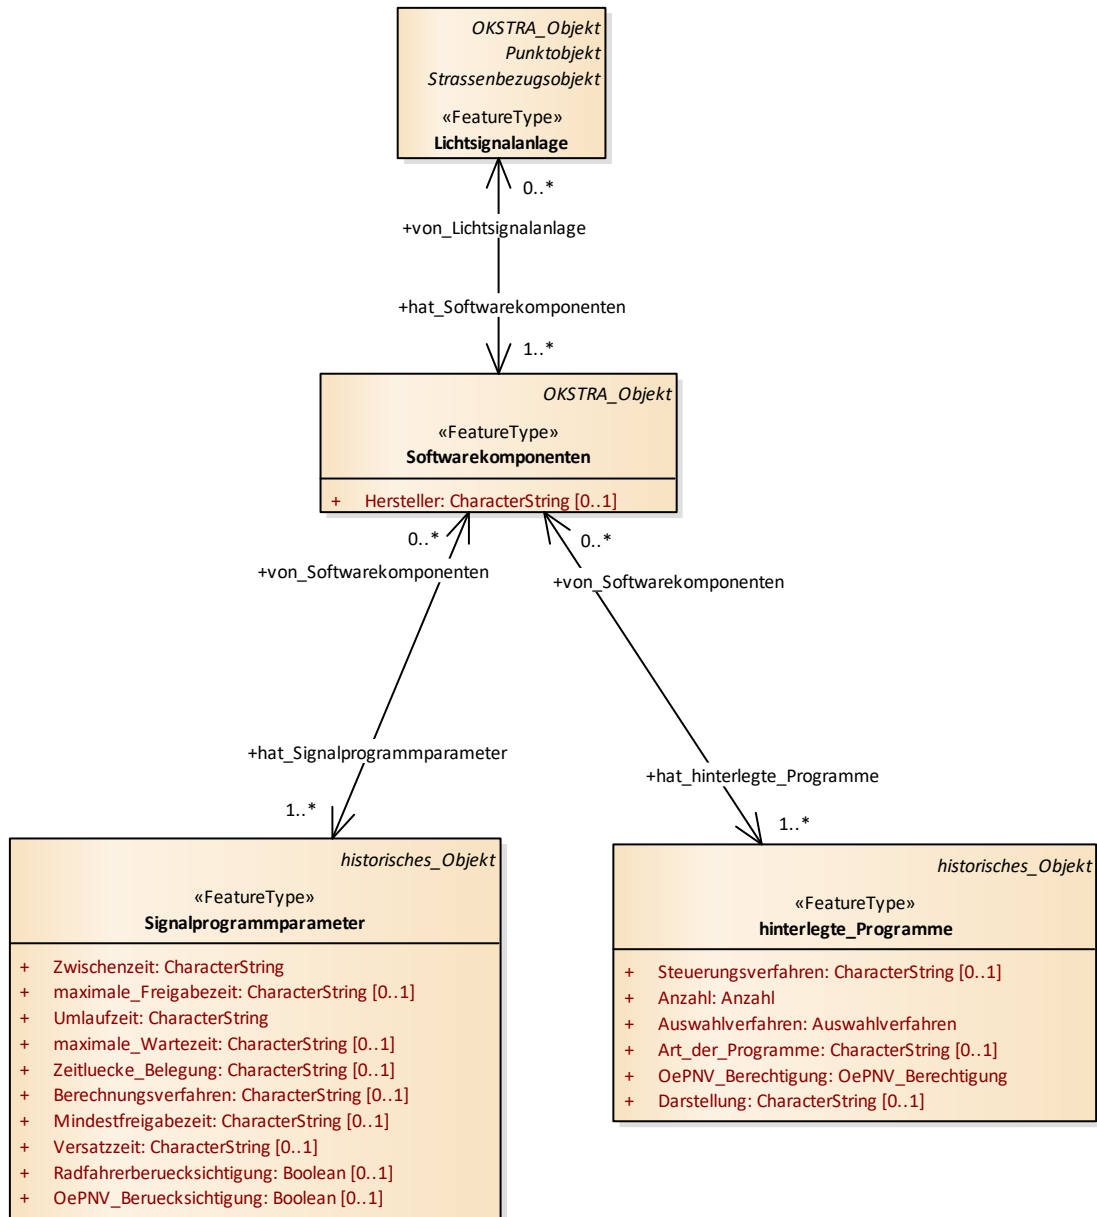 OKSTRA_Objekt
Punktobjekt
Strassenbezugsobjekt
«FeatureType»
Lichtsignalanlage
0..*
+von_Lichtsignalanlage
+hat_Softwarekomponenten
1..*
OKSTRA_Objekt
«FeatureType»
Softwarekomponenten
+ Hersteller: CharacterString [0..1]
0..*
+von_Softwarekomponenten
0..*
+von_Softwarekomponenten
+hat_Signalprogrammparameter
1..*
+hat_hinterlegte_Programme
1..*
historisches_Objekt
«FeatureType»
Signalprogrammparameter
+ Zwischenzeit: CharacterString
+ maximale_Freigabezeit: CharacterString [0..1]
+ Umlaufzeit: CharacterString
+ maximale_Wartezeit: CharacterString [0..1]
+ Zeitluecke_Belegung: CharacterString [0..1]
+ Berechnungsverfahren: CharacterString [0..1]
+ Mindestfreigabezeit: CharacterString [0..1]
+ Versatzzeit: CharacterString [0..1]
+ Radfahrerberuecksichtigung: Boolean [0..1]
+ OePNV_Beruecksichtigung: Boolean [0..1]
historisches_Objekt
«FeatureType»
hinterlegte_Programme
+ Steuerungsverfahren: CharacterString [0..1]
+ Anzahl: Anzahl
+ Auswahlverfahren: Auswahlverfahren
+ Art_der_Programme: CharacterString [0..1]
+ OePNV_Berechtigung: OePNV_Berechtigung
+ Darstellung: CharacterString [0..1]